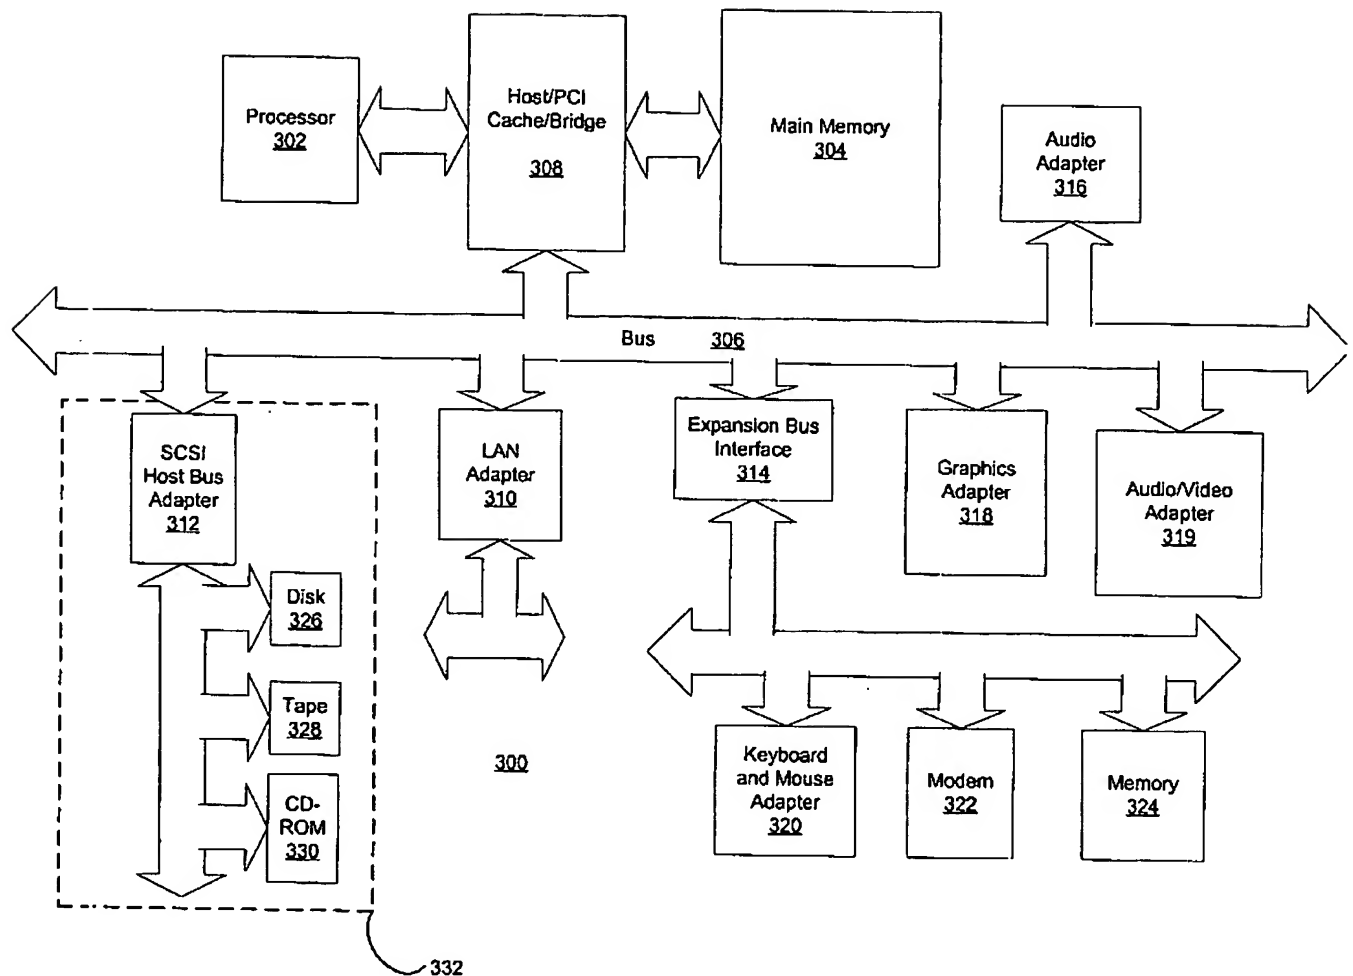 Processor
302
Host/PCI
Cache/Bridge
308
Main Memory
304
Audio
Adapter
316
Bus 306
SCSI
Host Bus
Adapter
312
LAN
Adapter
310
Expansion Bus
Interface
314
Graphics
Adapter
318
Audio/Video
Adapter
319
Disk
326
Tape
328
CD-
ROM
330
300
Keyboard
and Mouse
Adapter
320
Modem
322
Memory
324
332